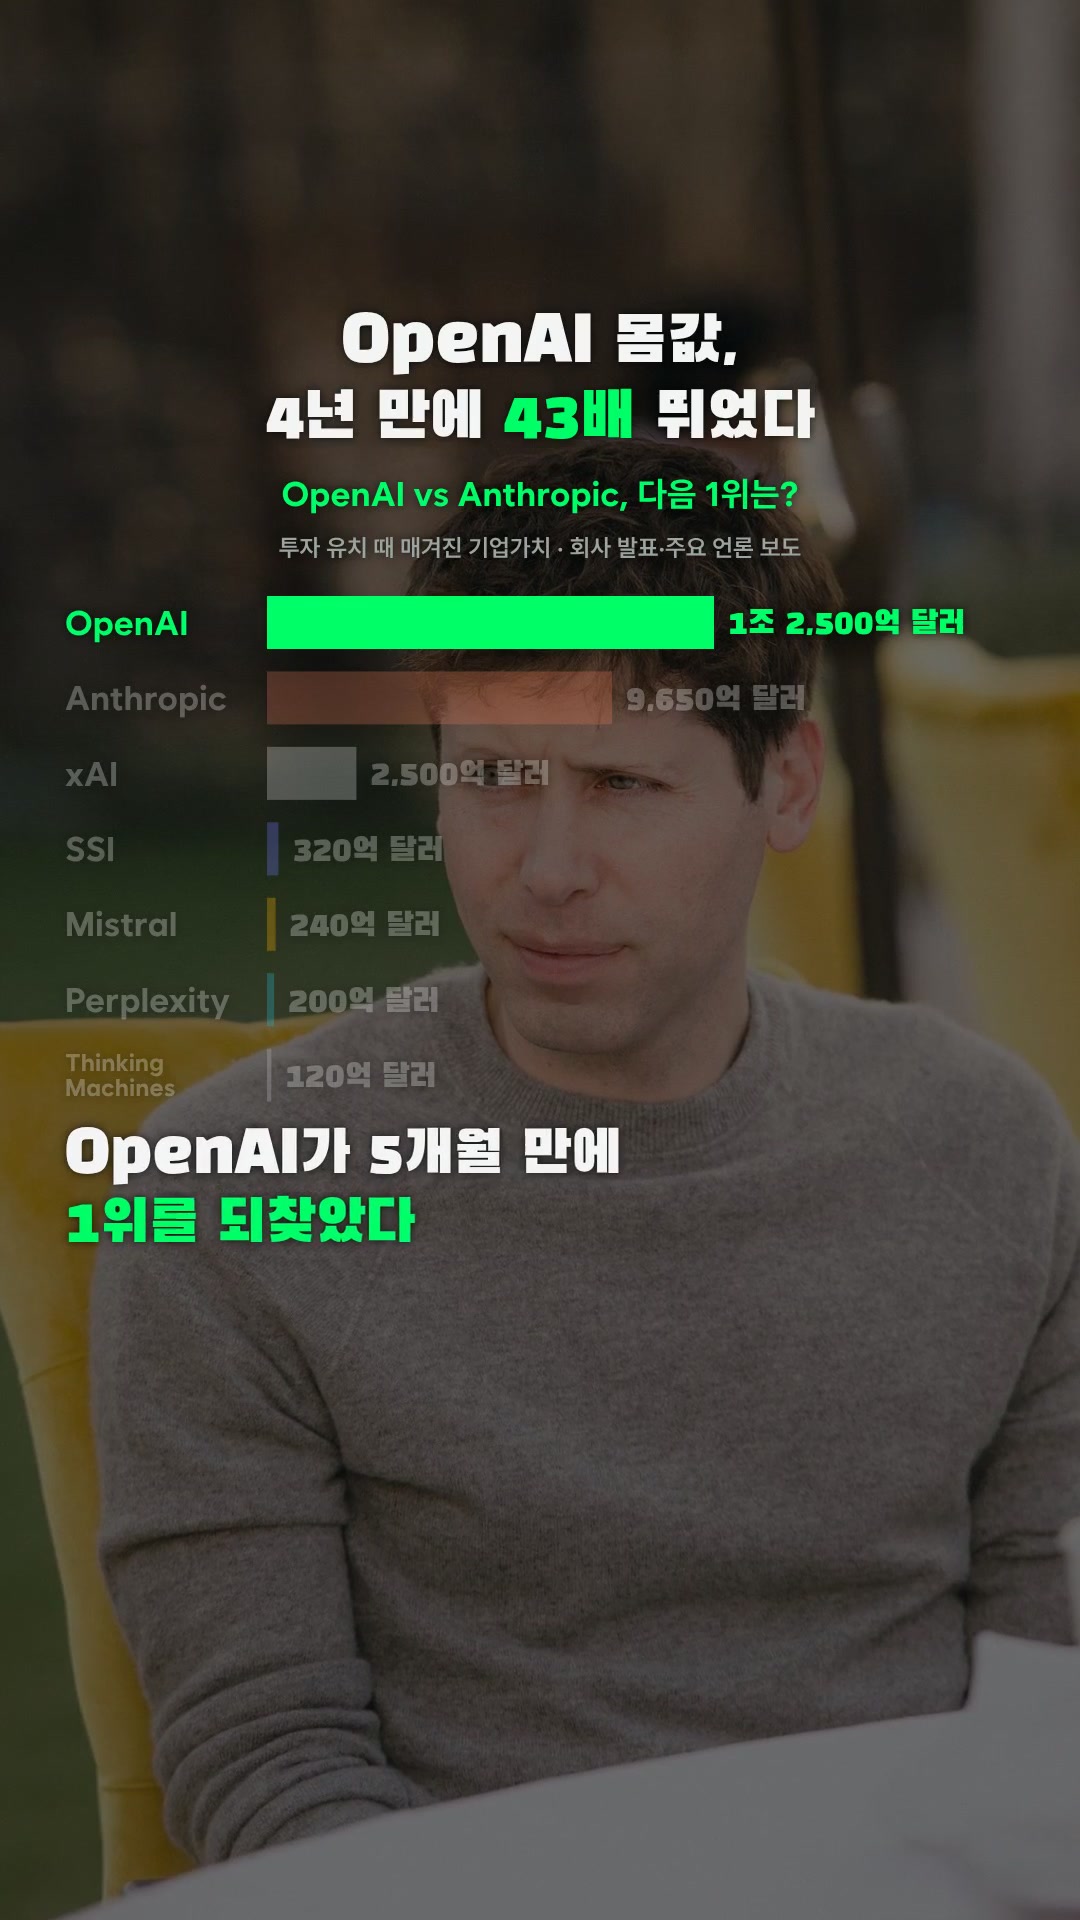 OpenAI 몸값,
4년 만에 43배 뛰었다
OpenAI vs Anthropic, 다음 1위는?
투자 유치 때 매겨진 기업가치 · 회사 발표·주요 언론 보도
OpenAI 1조 2,500억 달러
Anthropic 9,650억 달러
xAI 2,500억 달러
SSI 320억 달러
Mistral 240억 달러
Perplexity 200억 달러
Thinking
Machines 120억 달러
OpenAI가 5개월 만에
1위를 되찾았다